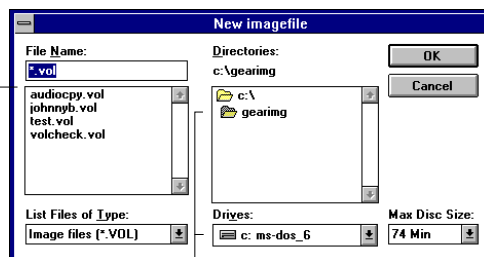 New imagefile
File Name:
*.vol
audiocpy.vol
johnnyb.vol
test.vol
volcheck.vol
List Files of Type:
Image files (*.VOL)
Directories:
c:\gearimg
c:\
gearimg
Drives:
c: ms-dos_6
OK
Cancel
Max Disc Size:
74 Min